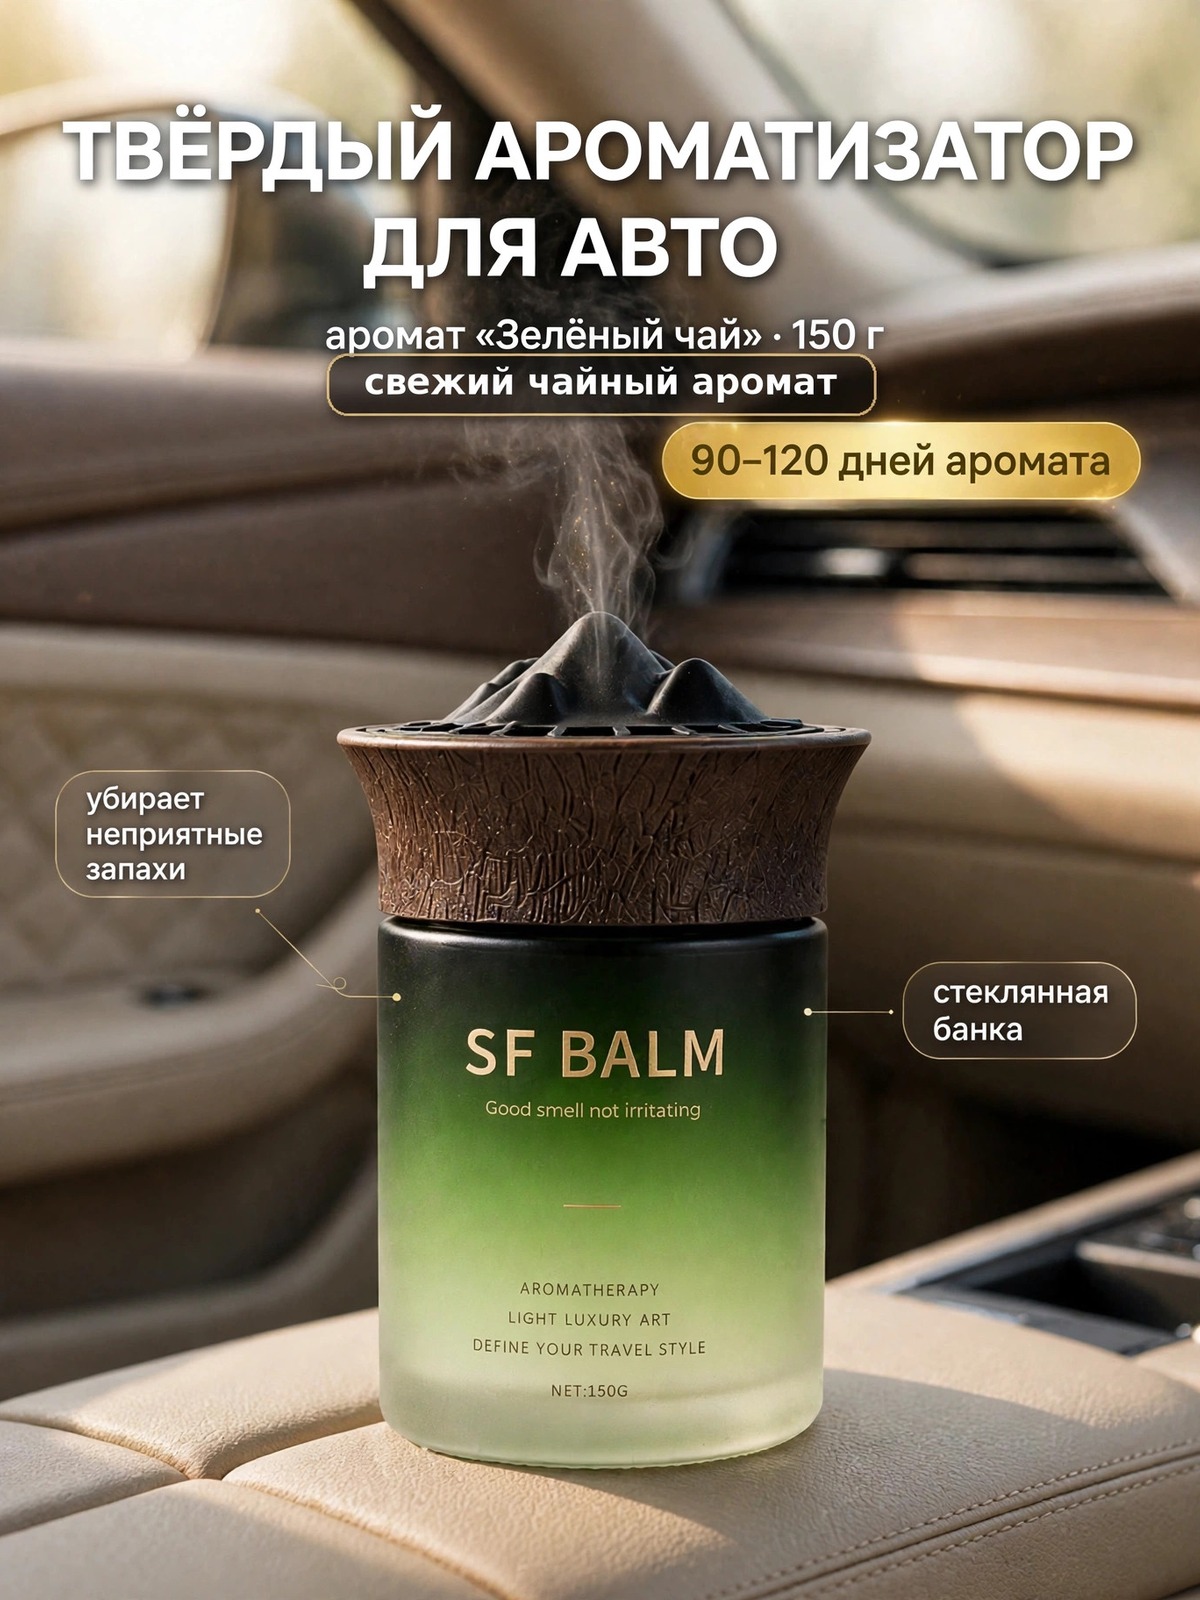 ТВЁРДЫЙ АРОМАТИЗАТОР
ДЛЯ АВТО
аромат «Зелёный чай» · 150 г
свежий чайный аромат
90–120 дней аромата
убирает
неприятные
запахи
стеклянная
банка
SF BALM
Good smell not irritating
AROMATHERAPY
LIGHT LUXURY ART
DEFINE YOUR TRAVEL STYLE
NET:150G